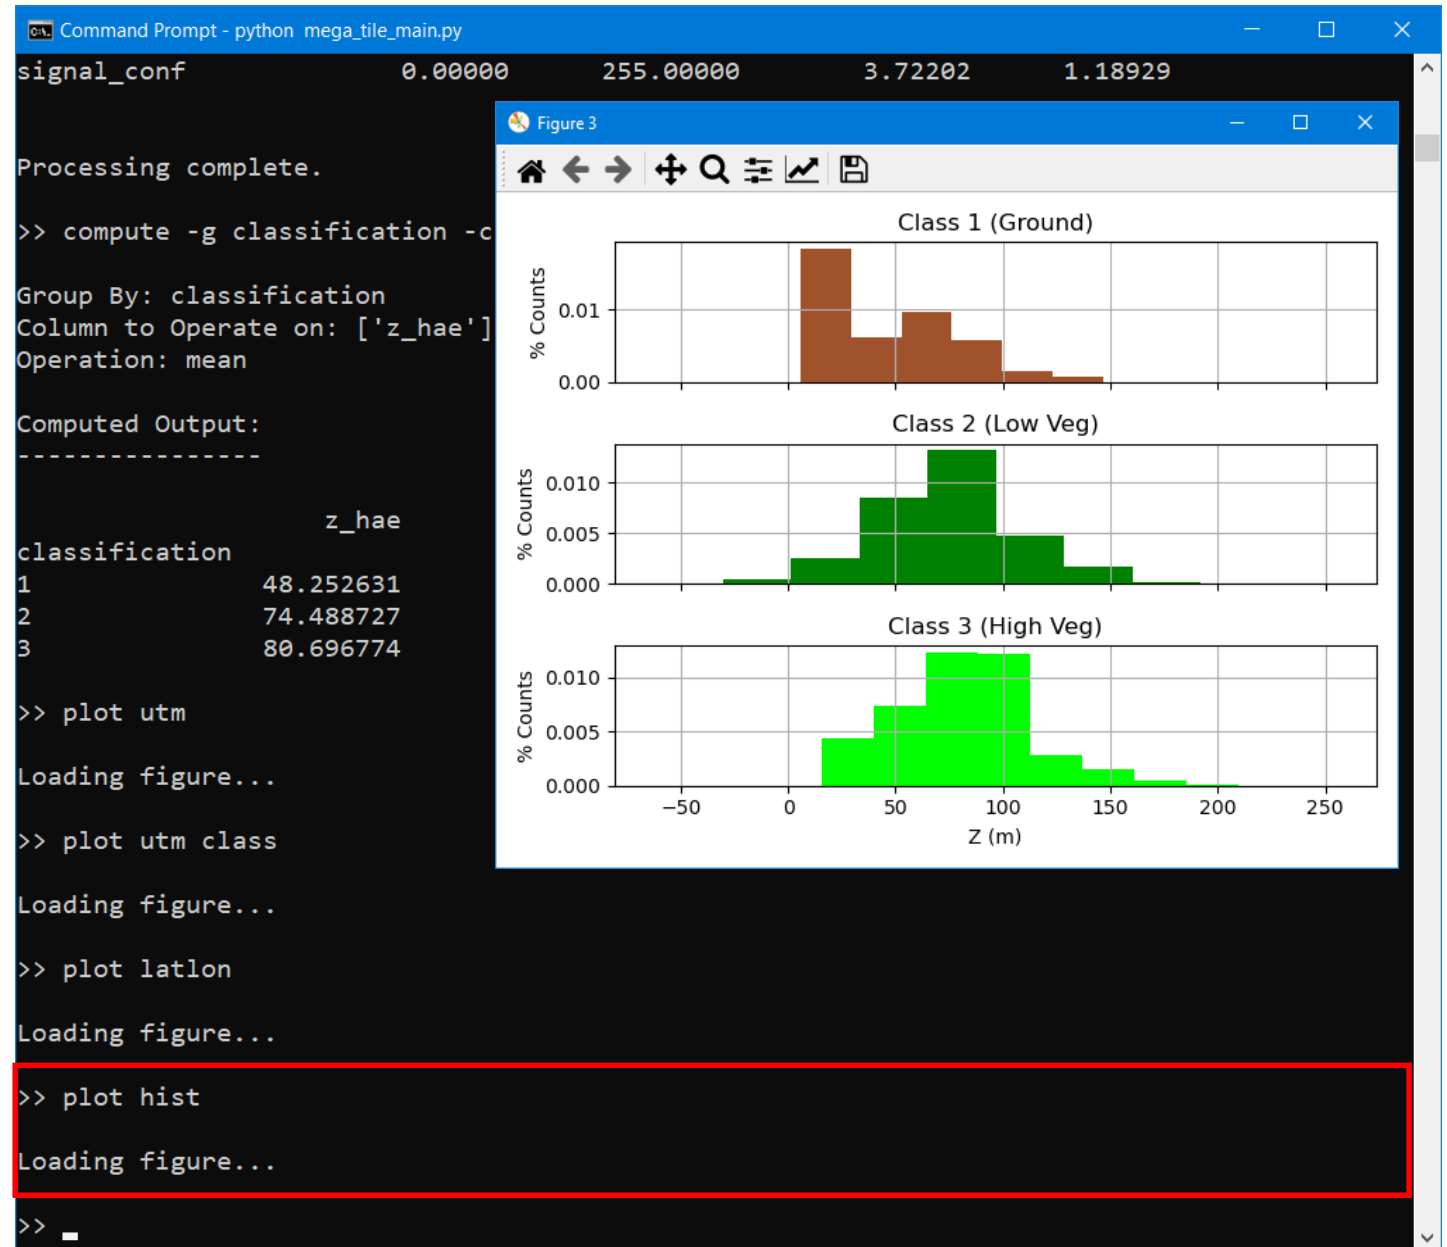 Command Prompt - python  mega_tile_main.py
signal_conf 0.00000 255.00000 3.72202 1.18929
Processing complete.
>> compute -g classification -c
Group By: classification
Column to Operate on: ['z_hae']
Operation: mean
Computed Output:
----------------
z_hae
classification
1 48.252631
2 74.488727
3 80.696774
>> plot utm
Loading figure...
>> plot utm class
Loading figure...
>> plot latlon
Loading figure...
>> plot hist
Loading figure...
>>
Figure 3
Class 1 (Ground)
% Counts
0.01
0.00
Class 2 (Low Veg)
% Counts
0.010
0.005
0.000
Class 3 (High Veg)
% Counts
0.010
0.005
0.000
−50 0 50 100 150 200 250
Z (m)